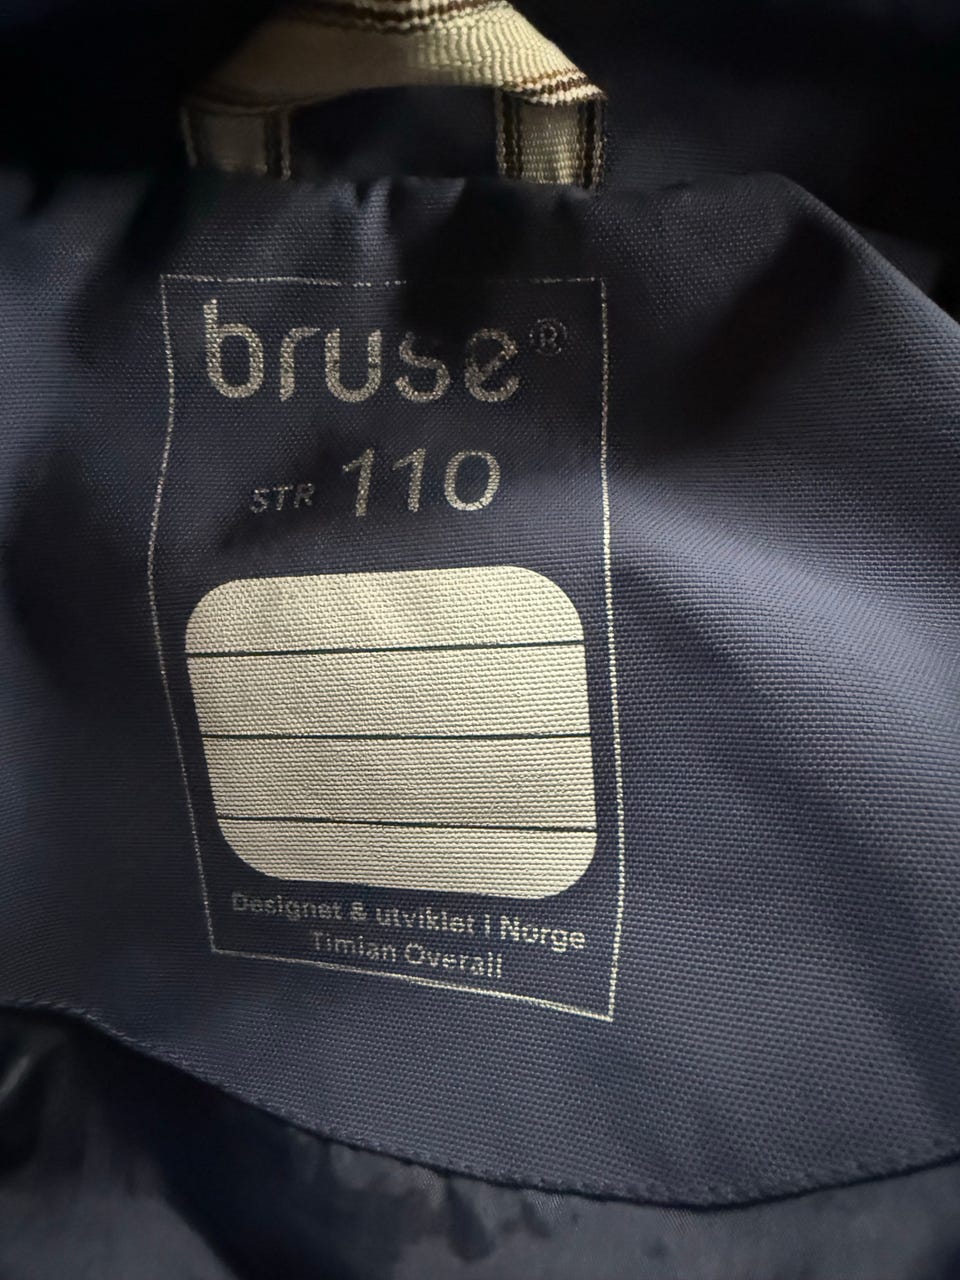 bruse®
STR 110
Designet & utviklet i Norge
Timian Overall